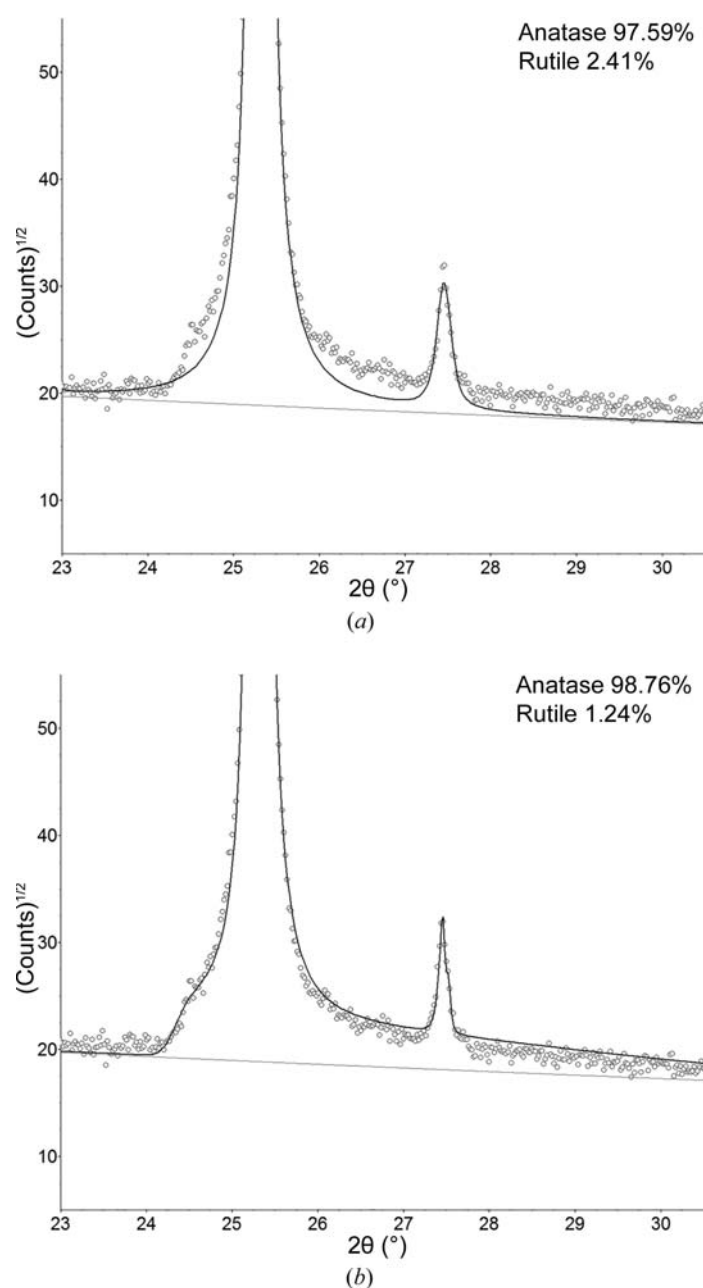 Anatase 97.59%
Rutile 2.41%
50
40
30
20
10
(Counts)1/2
23 24 25 26 27 28 29 30
2θ (°)
(a)
Anatase 98.76%
Rutile 1.24%
50
40
30
20
10
(Counts)1/2
23 24 25 26 27 28 29 30
2θ (°)
(b)